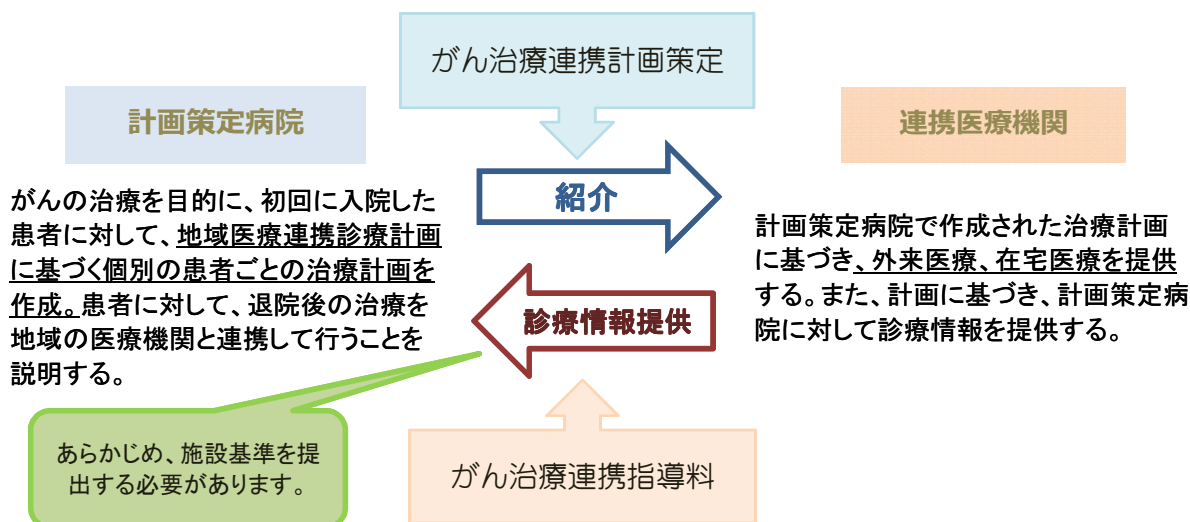 がん治療連携計画策定
計画策定病院
連携医療機関
紹介
がんの治療を目的に、初回に入院した
患者に対して、地域医療連携診療計画
に基づく個別の患者ごとの治療計画を
作成。患者に対して、退院後の治療を
地域の医療機関と連携して行うことを
説明する。
計画策定病院で作成された治療計画
に基づき、外来医療、在宅医療を提供
する。また、計画に基づき、計画策定病
院に対して診療情報を提供する。
診療情報提供
あらかじめ、施設基準を提
出する必要があります。
がん治療連携指導料